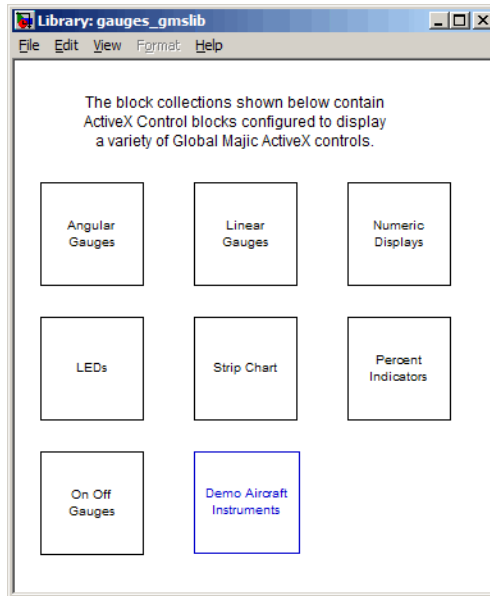 Library: gauges_gmslib
File Edit View Format Help
The block collections shown below contain
ActiveX Control blocks configured to display
a variety of Global Majic ActiveX controls.
Angular
Gauges
Linear
Gauges
Numeric
Displays
LEDs
Strip Chart
Percent
Indicators
On Off
Gauges
Demo Aircraft
Instruments